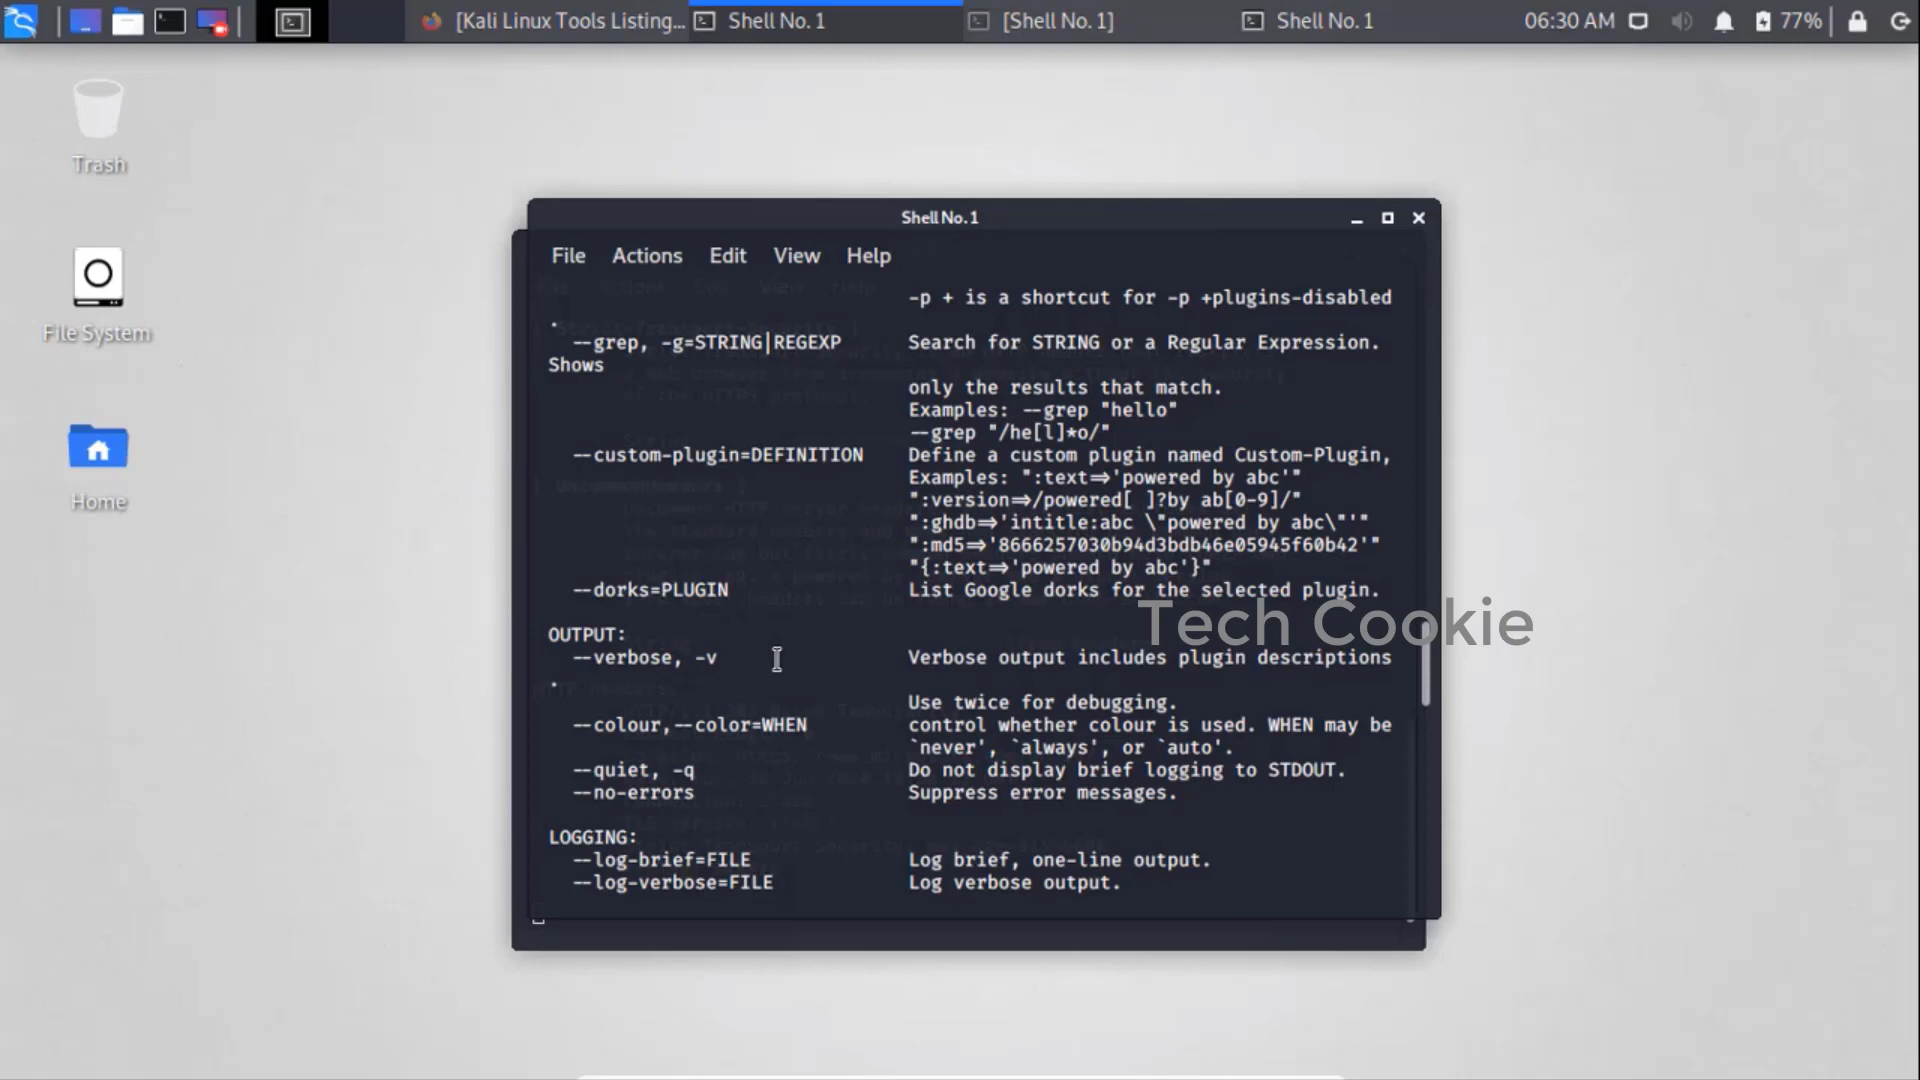 [Kali Linux Tools Listing...
Shell No. 1
[Shell No. 1]
Shell No. 1
06:30 AM
77%
Trash
File System
Home
Shell No. 1
File Actions Edit View Help
-p + is a shortcut for -p +plugins-disabled
.
--grep, -g=STRING|REGEXP Search for STRING or a Regular Expression.
Shows
only the results that match.
Examples: --grep "hello"
--grep "/he[l]*o/"
--custom-plugin=DEFINITION Define a custom plugin named Custom-Plugin,
Examples: ":text=>'powered by abc'"
":version=>/powered[ ]?by ab[0-9]/"
":ghdb=>'intitle:abc \"powered by abc\"'"
":md5=>'8666257030b94d3bdb46e05945f60b42'"
"{:text=>'powered by abc'}"
--dorks=PLUGIN List Google dorks for the selected plugin.
Tech Cookie
OUTPUT:
--verbose, -v Verbose output includes plugin descriptions
.
Use twice for debugging.
--colour,--color=WHEN control whether colour is used. WHEN may be
`never', `always', or `auto'.
--quiet, -q Do not display brief logging to STDOUT.
--no-errors Suppress error messages.
LOGGING:
--log-brief=FILE Log brief, one-line output.
--log-verbose=FILE Log verbose output.